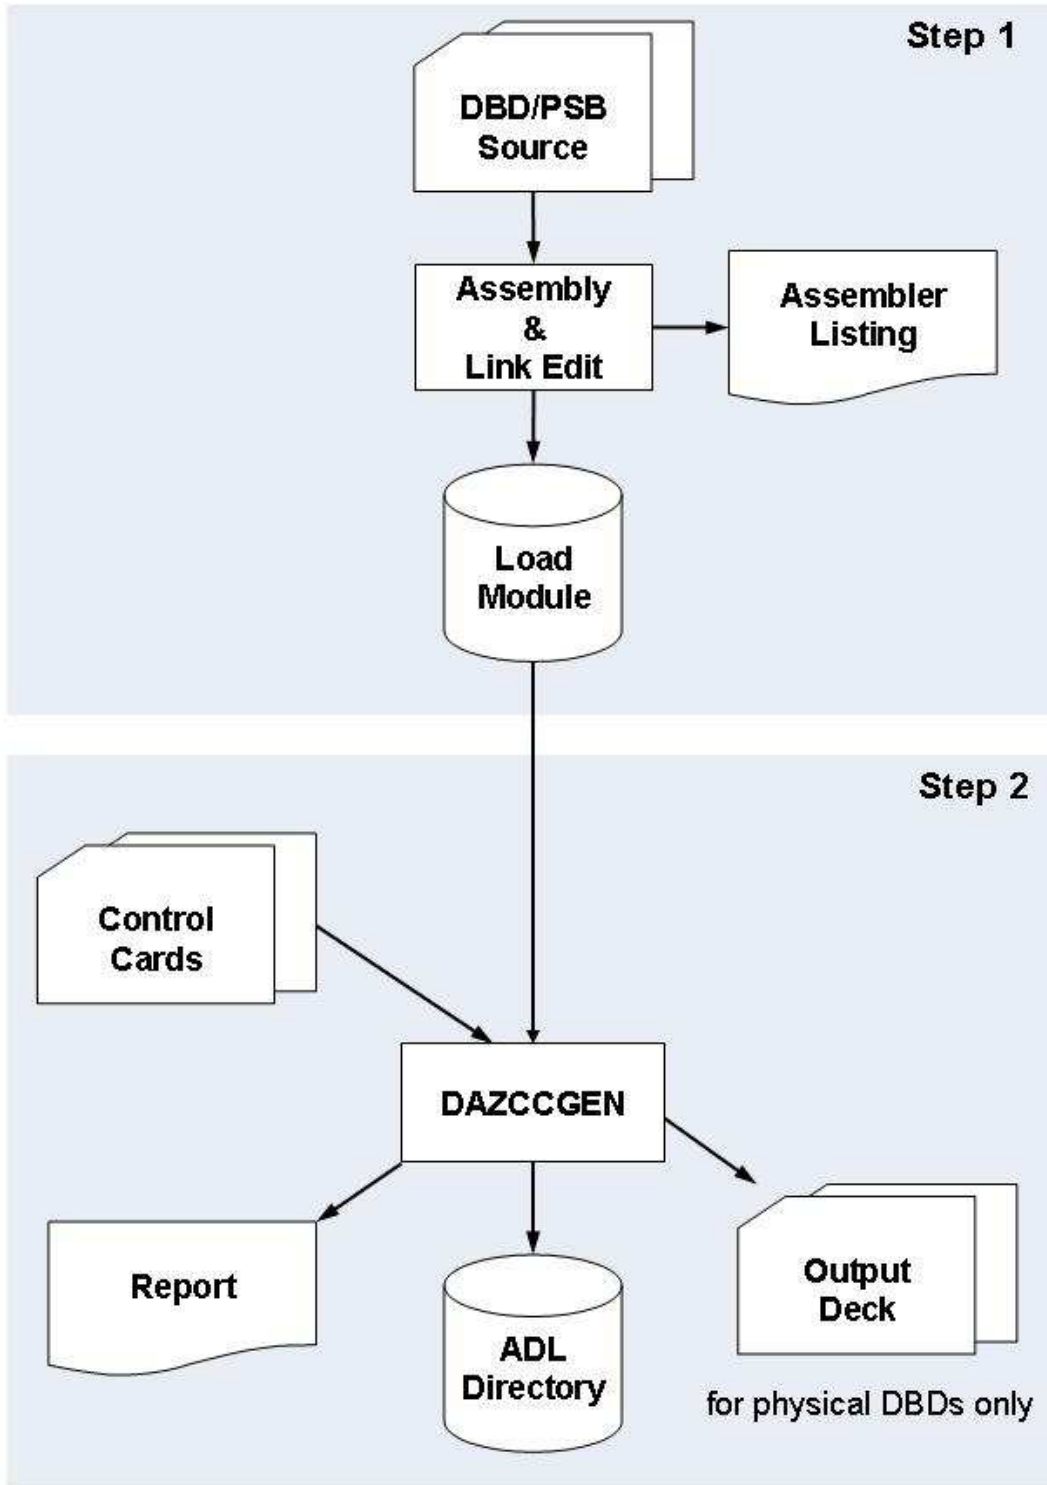 Step 1
DBD/PSB
Source
Assembly
&
Link Edit
Assembler
Listing
Load
Module
Step 2
Control
Cards
DAZCCGEN
Report
ADL
Directory
Output
Deck
for physical DBDs only